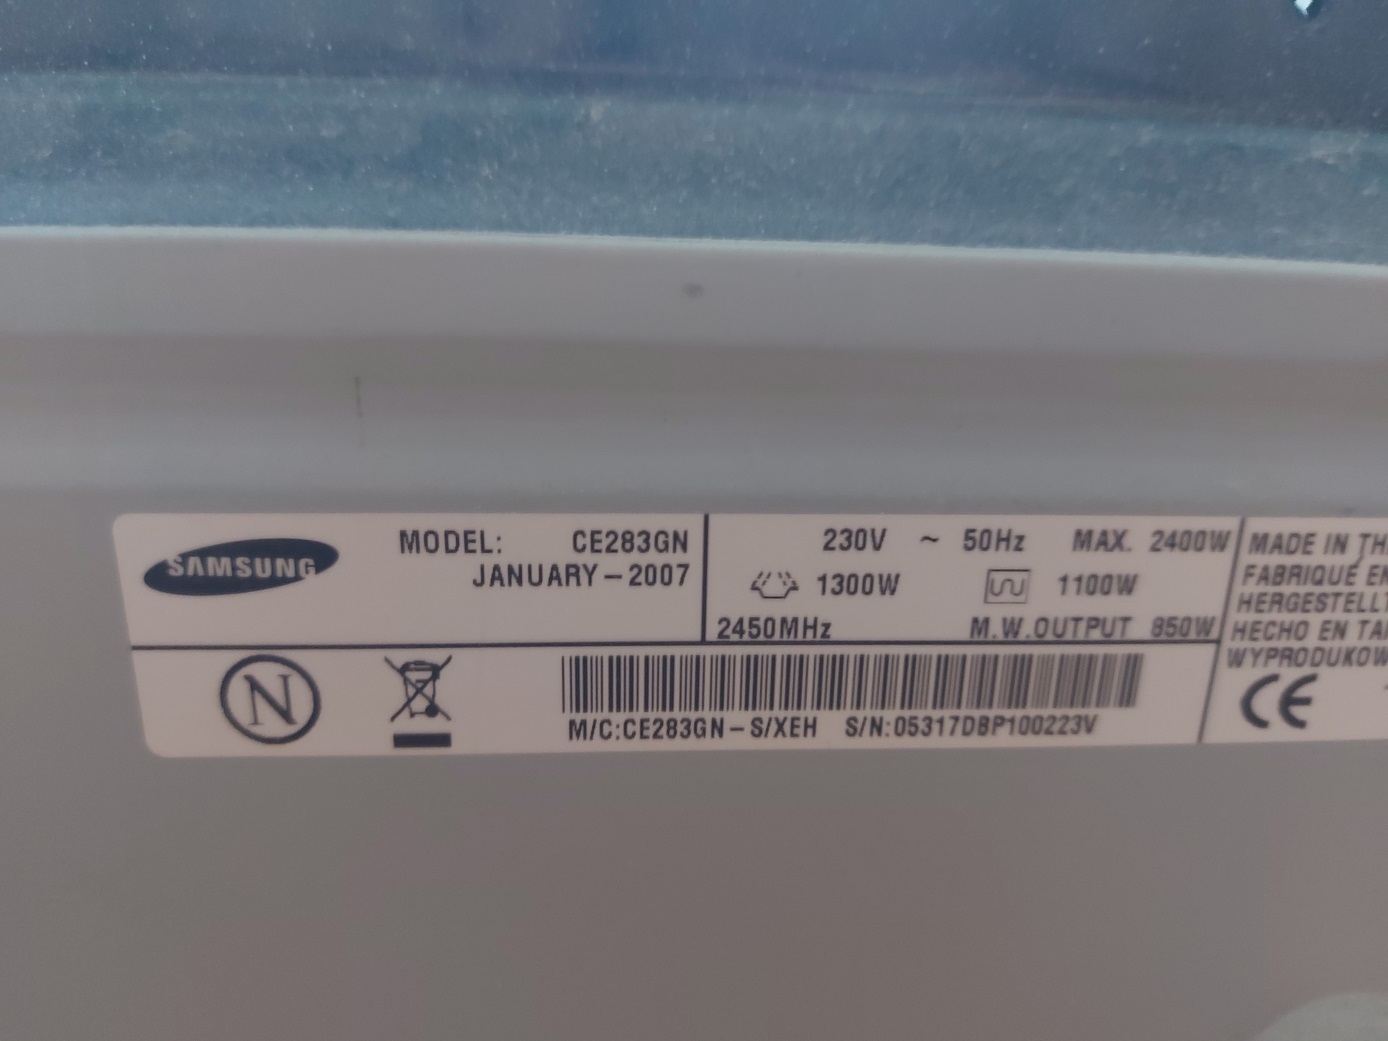 SAMSUNG
MODEL: CE283GN
JANUARY-2007
230V ~ 50Hz MAX. 2400W
1300W 1100W
2450MHz M.W.OUTPUT 850W
N
M/C:CE283GN-S/XEH S/N:05317DBP100223V
MADE IN
FABRIQUÉ EN
HERGESTELLT
HECHO EN
CE